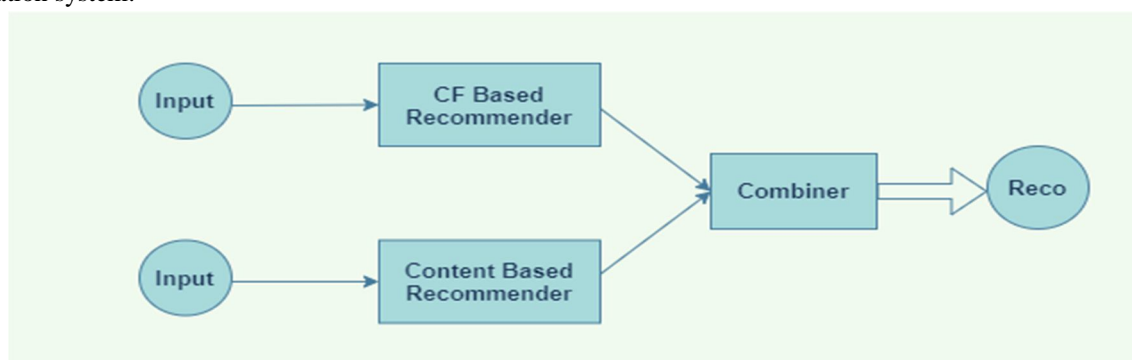 Input
CF Based
Recommender
Combiner
Reco
Input
Content Based
Recommender